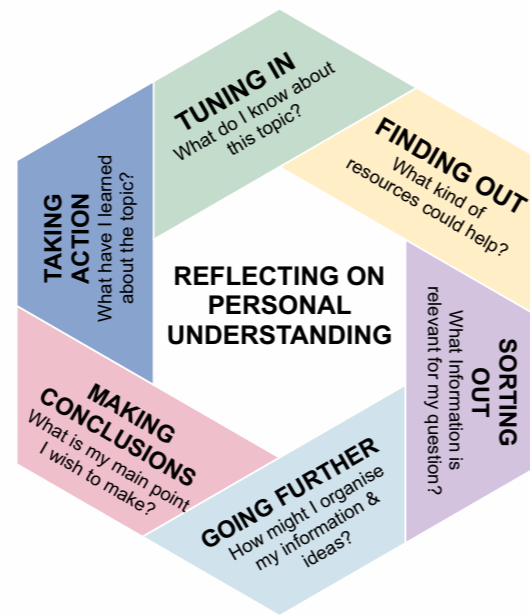 TUNING IN
What do I know about
this topic?
FINDING OUT
What kind of
resources could help?
SORTING
OUT
What Information is
relevant for my question?
GOING FURTHER
How might I organise
my information &
ideas?
MAKING
CONCLUSIONS
What is my main point
I wish to make?
TAKING
ACTION
What have I learned
about the topic?
REFLECTING ON
PERSONAL
UNDERSTANDING